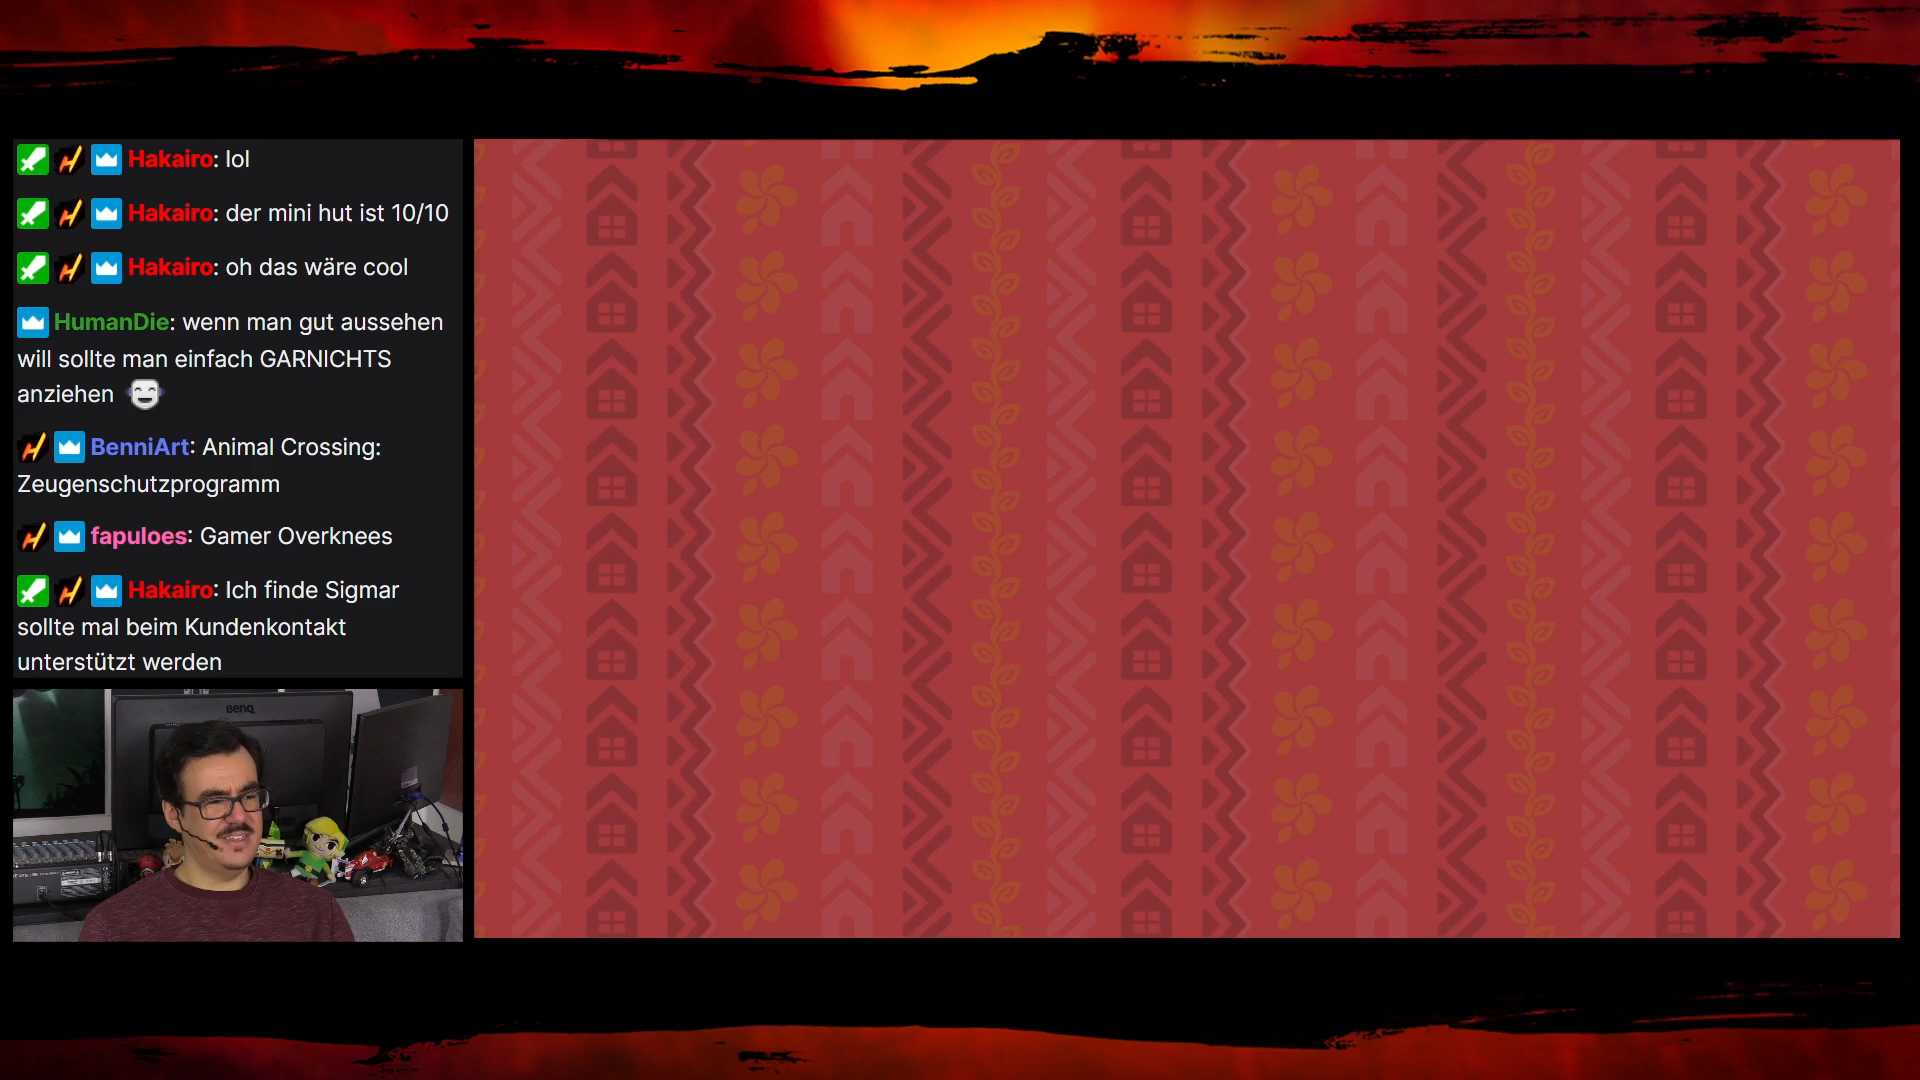 Hakairo: lol
Hakairo: der mini hut ist 10/10
Hakairo: oh das wäre cool
HumanDie: wenn man gut aussehen
will sollte man einfach GARNICHTS
anziehen
BenniArt: Animal Crossing:
Zeugenschutzprogramm
fapuloes: Gamer Overknees
Hakairo: Ich finde Sigmar
sollte mal beim Kundenkontakt
unterstützt werden
BenQ